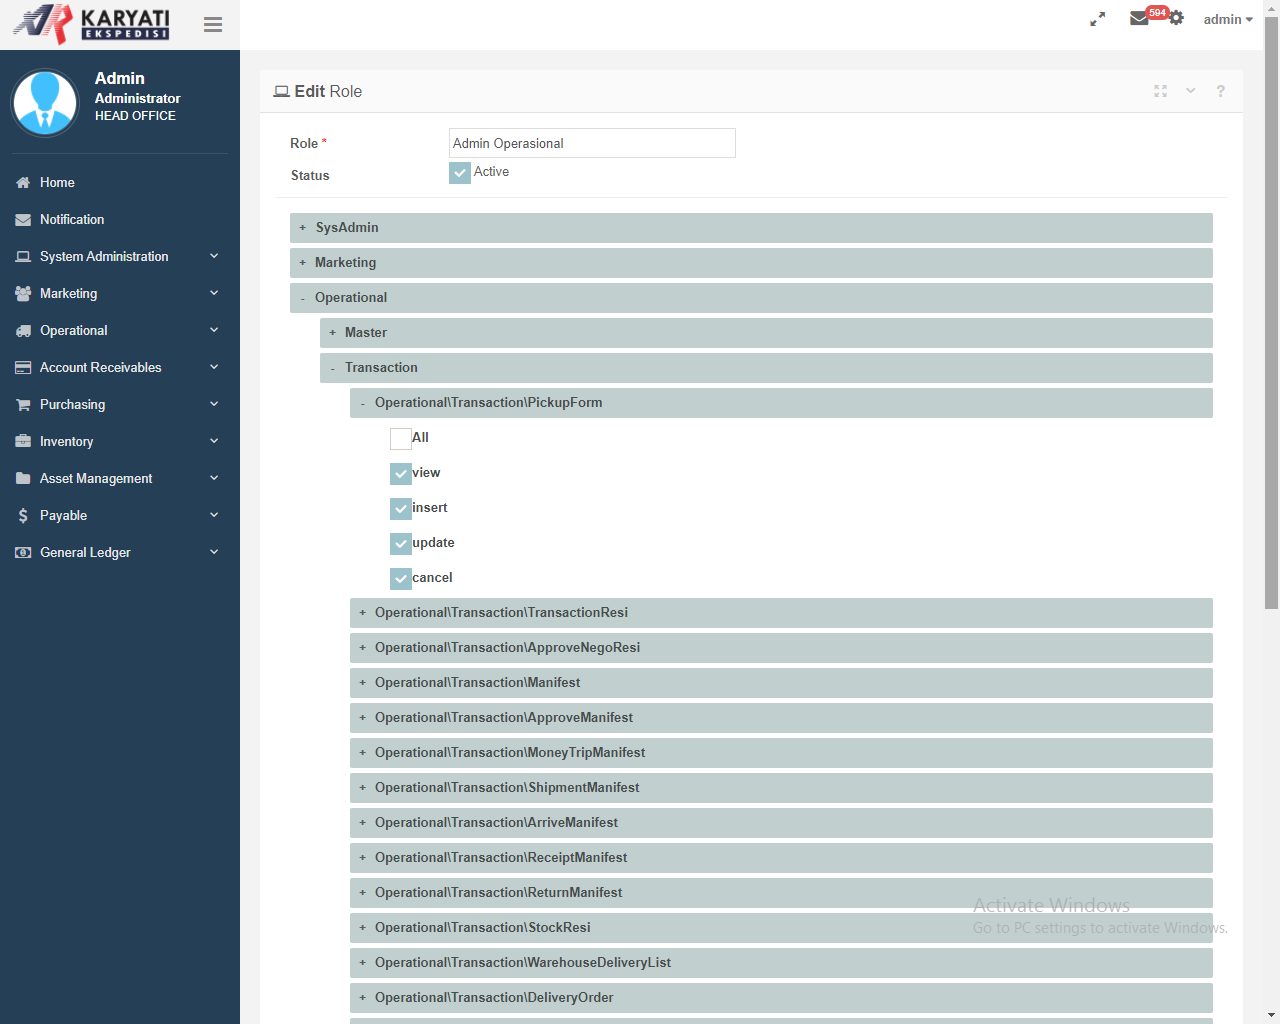 KARYATI
EKSPEDISI
594
admin
Admin
Administrator
HEAD OFFICE
Home
Notification
System Administration
Marketing
Operational
Account Receivables
Purchasing
Inventory
Asset Management
Payable
General Ledger
Edit Role
?
Role *
Admin Operasional
Status
Active
+ SysAdmin
+ Marketing
- Operational
+ Master
- Transaction
- Operational\Transaction\PickupForm
All
view
insert
update
cancel
+ Operational\Transaction\TransactionResi
+ Operational\Transaction\ApproveNegoResi
+ Operational\Transaction\Manifest
+ Operational\Transaction\ApproveManifest
+ Operational\Transaction\MoneyTripManifest
+ Operational\Transaction\ShipmentManifest
+ Operational\Transaction\ArriveManifest
+ Operational\Transaction\ReceiptManifest
+ Operational\Transaction\ReturnManifest
+ Operational\Transaction\StockResi
+ Operational\Transaction\WarehouseDeliveryList
+ Operational\Transaction\DeliveryOrder
Activate Windows
Go to PC settings to activate Windows.